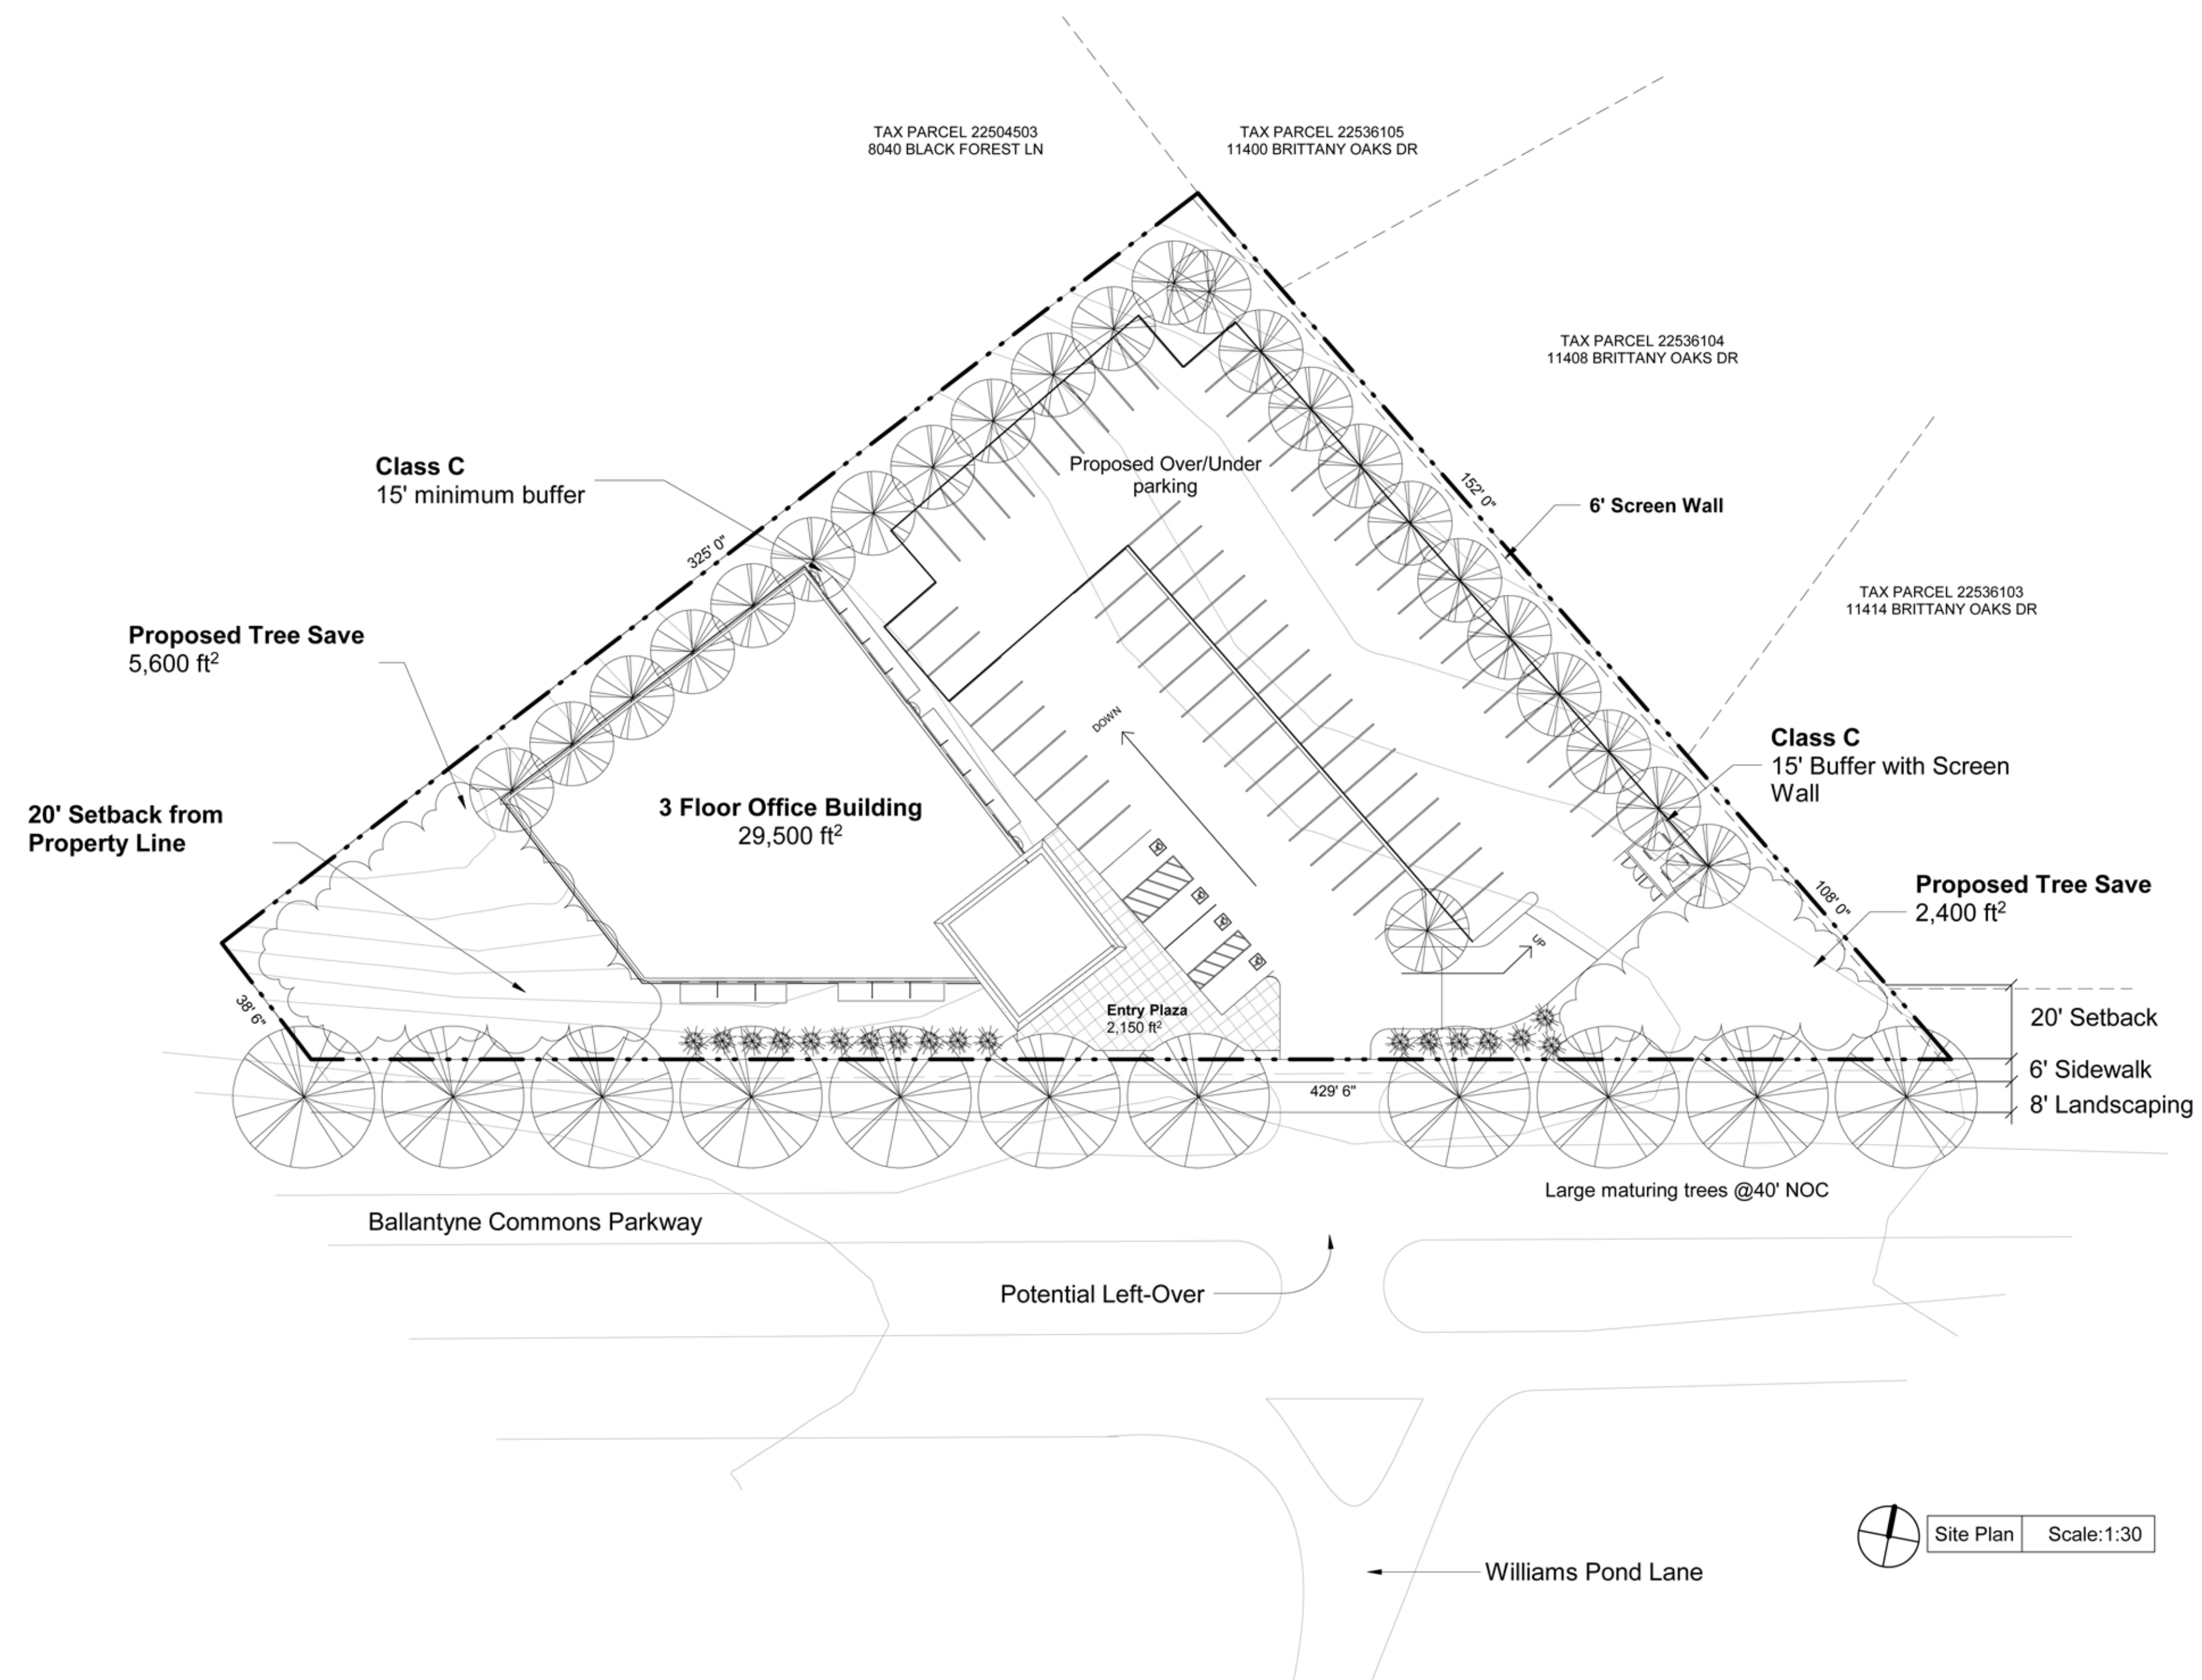 TAX PARCEL 22504503
8040 BLACK FOREST LN
TAX PARCEL 22536105
11400 BRITTANY OAKS DR
TAX PARCEL 22536104
11408 BRITTANY OAKS DR
Class C
15' minimum buffer
Proposed Over/Under
parking
152' 0"
6' Screen Wall
325' 0"
TAX PARCEL 22536103
11414 BRITTANY OAKS DR
Proposed Tree Save
5,600 ft²
DOWN
Class C
15' Buffer with Screen
Wall
20' Setback from
Property Line
3 Floor Office Building
29,500 ft²
108' 0"
Proposed Tree Save
2,400 ft²
UP
38' 6"
Entry Plaza
2,150 ft²
20' Setback
6' Sidewalk
429' 6"
8' Landscaping
Large maturing trees @40' NOC
Ballantyne Commons Parkway
Potential Left-Over
Site Plan
Scale:1:30
Williams Pond Lane